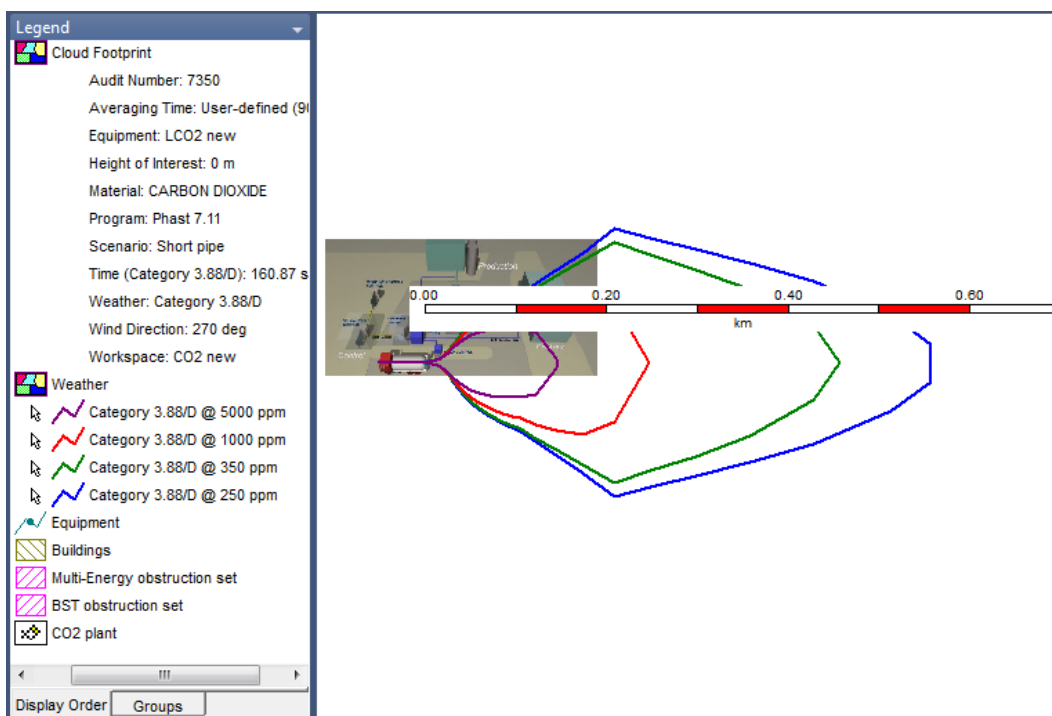 Legend
Cloud Footprint
Audit Number: 7350
Averaging Time: User-defined (90
Equipment: LCO2 new
Height of Interest: 0 m
Material: CARBON DIOXIDE
Program: Phast 7.11
Scenario: Short pipe
Time (Category 3.88/D): 160.87 s
Weather: Category 3.88/D
Wind Direction: 270 deg
Workspace: CO2 new
Weather
Category 3.88/D @ 5000 ppm
Category 3.88/D @ 1000 ppm
Category 3.88/D @ 350 ppm
Category 3.88/D @ 250 ppm
Equipment
Buildings
Multi-Energy obstruction set
BST obstruction set
CO2 plant
Display Order Groups
Production
0.00 0.20 0.40 0.60
km
Control